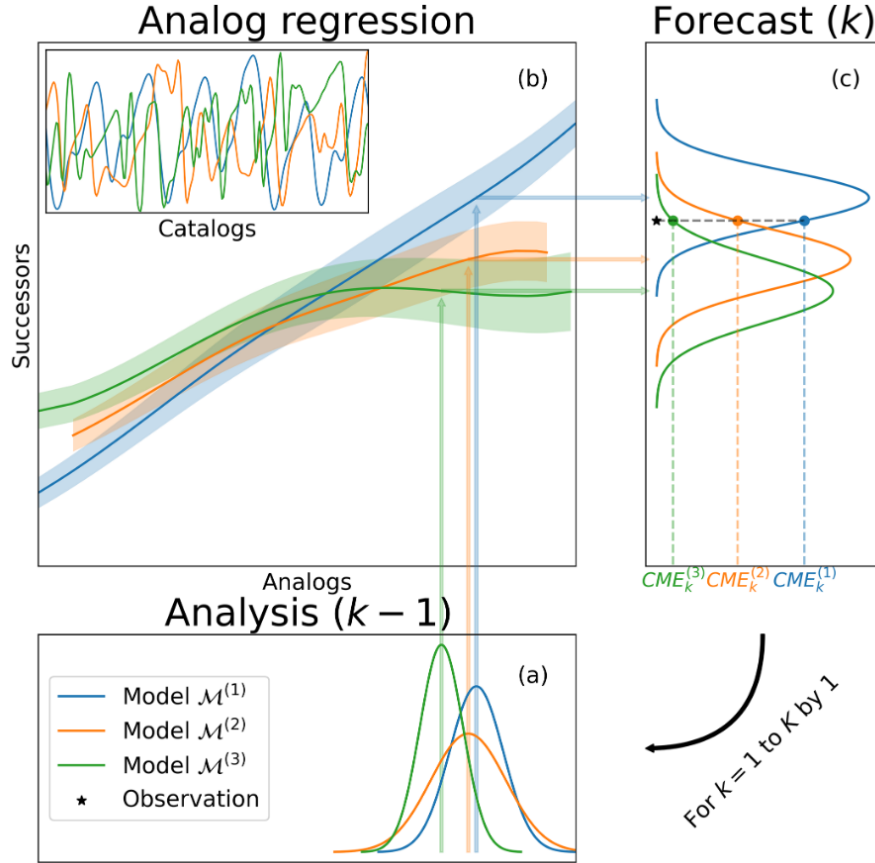 Analog regression
Forecast (k)
(b)
(c)
Catalogs
Successors
Analogs
CME_k^(3) CME_k^(2) CME_k^(1)
Analysis (k − 1)
(a)
Model ℳ^(1)
Model ℳ^(2)
Model ℳ^(3)
Observation
For k = 1 to K by 1